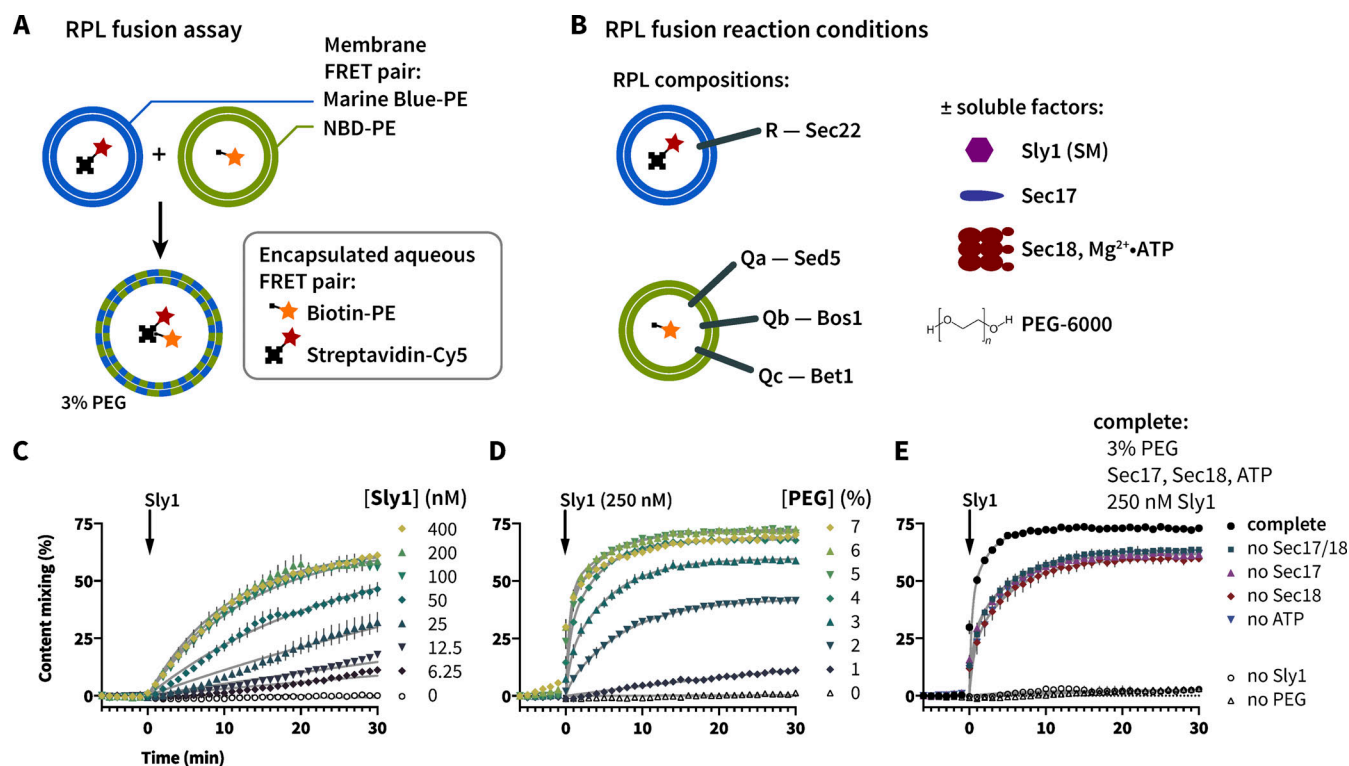 A
RPL fusion assay
Membrane
FRET pair:
Marine Blue-PE
NBD-PE
+
Encapsulated aqueous
FRET pair:
Biotin-PE
Streptavidin-Cy5
3% PEG
B
RPL fusion reaction conditions
RPL compositions:
R — Sec22
Qa — Sed5
Qb — Bos1
Qc — Bet1
± soluble factors:
Sly1 (SM)
Sec17
Sec18, Mg²⁺•ATP
H [ O ]n O H
PEG-6000
C
Sly1
[Sly1] (nM)
400
200
100
50
25
12.5
6.25
0
Content mixing (%)
75
50
25
0
0 10 20 30
Time (min)
D
Sly1 (250 nM)
[PEG] (%)
7
6
5
4
3
2
1
0
75
50
25
0
0 10 20 30
E
complete:
3% PEG
Sec17, Sec18, ATP
250 nM Sly1
Sly1
complete
no Sec17/18
no Sec17
no Sec18
no ATP
no Sly1
no PEG
75
50
25
0
0 10 20 30